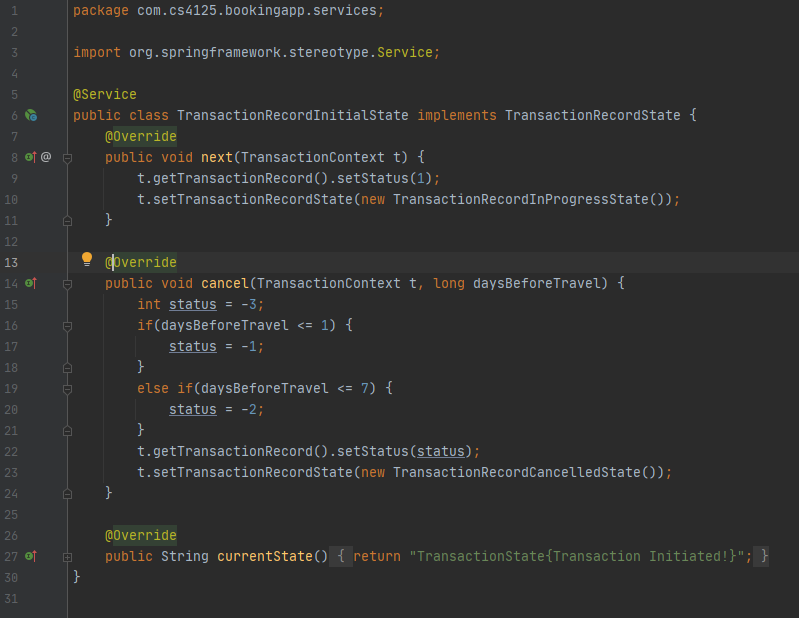 1 package com.cs4125.bookingapp.services;
2
3 import org.springframework.stereotype.Service;
4
5 @Service
6 public class TransactionRecordInitialState implements TransactionRecordState {
7 @Override
8 @ public void next(TransactionContext t) {
9 t.getTransactionRecord().setStatus(1);
10 t.setTransactionRecordState(new TransactionRecordInProgressState());
11 }
12
13 @Override
14 public void cancel(TransactionContext t, long daysBeforeTravel) {
15 int status = -3;
16 if(daysBeforeTravel <= 1) {
17 status = -1;
18 }
19 else if(daysBeforeTravel <= 7) {
20 status = -2;
21 }
22 t.getTransactionRecord().setStatus(status);
23 t.setTransactionRecordState(new TransactionRecordCancelledState());
24 }
25
26 @Override
27 public String currentState() { return "TransactionState{Transaction Initiated!}"; }
30 }
31